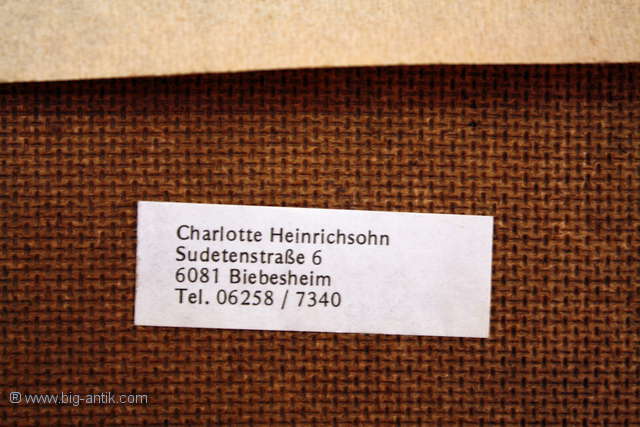 Charlotte Heinrichsohn
Sudetenstraße 6
6081 Biebesheim
Tel. 06258 / 7340
® www.big-antik.com